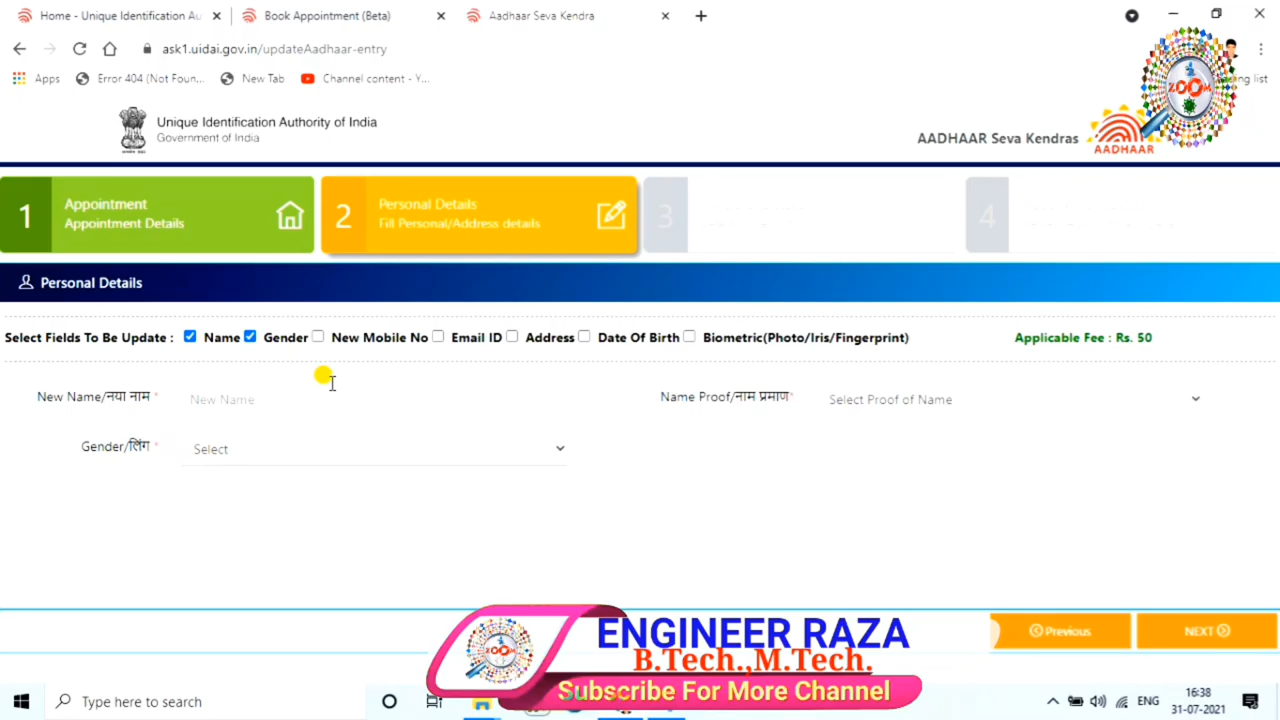 Home - Unique Identification Au
Book Appointment (Beta)
Aadhaar Seva Kendra
ask1.uidai.gov.in/updateAadhaar-entry
Apps
Error 404 (Not Foun...
New Tab
Channel content - Y...
ng list
ZOOM
Unique Identification Authority of India
Government of India
AADHAAR Seva Kendras
AADHAAR
1
Appointment
Appointment Details
2
Personal Details
Fill Personal/Address details
3
4
Personal Details
Select Fields To Be Update : Name Gender New Mobile No Email ID Address Date Of Birth Biometric(Photo/Iris/Fingerprint) Applicable Fee : Rs. 50
New Name/नया नाम * New Name
Name Proof/नाम प्रमाण* Select Proof of Name
Gender/लिंग * Select
Previous
NEXT
ZOOM
ENGINEER RAZA
B.Tech.,M.Tech.
Subscribe For More Channel
Type here to search
ENG
16:38
31-07-2021